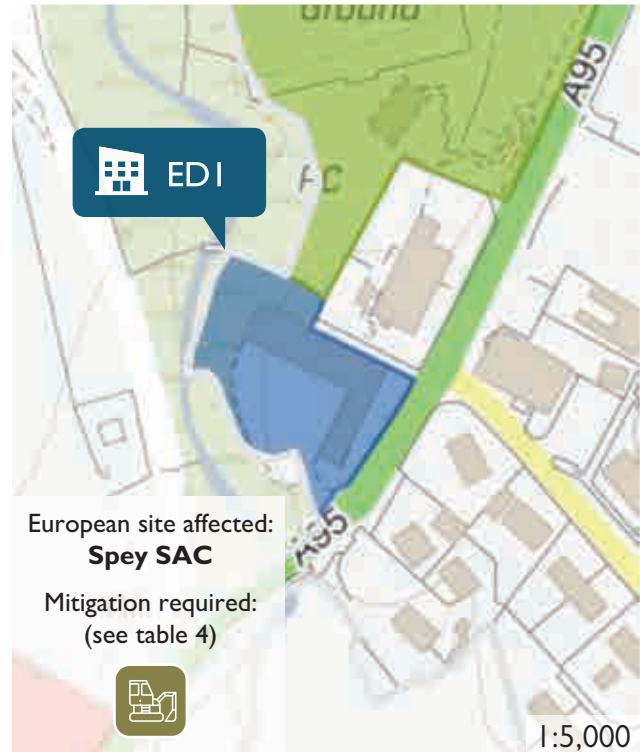 Ground
A95
ED1
FC
European site affected:
Spey SAC
A95
Mitigation required:
(see table 4)
1:5,000